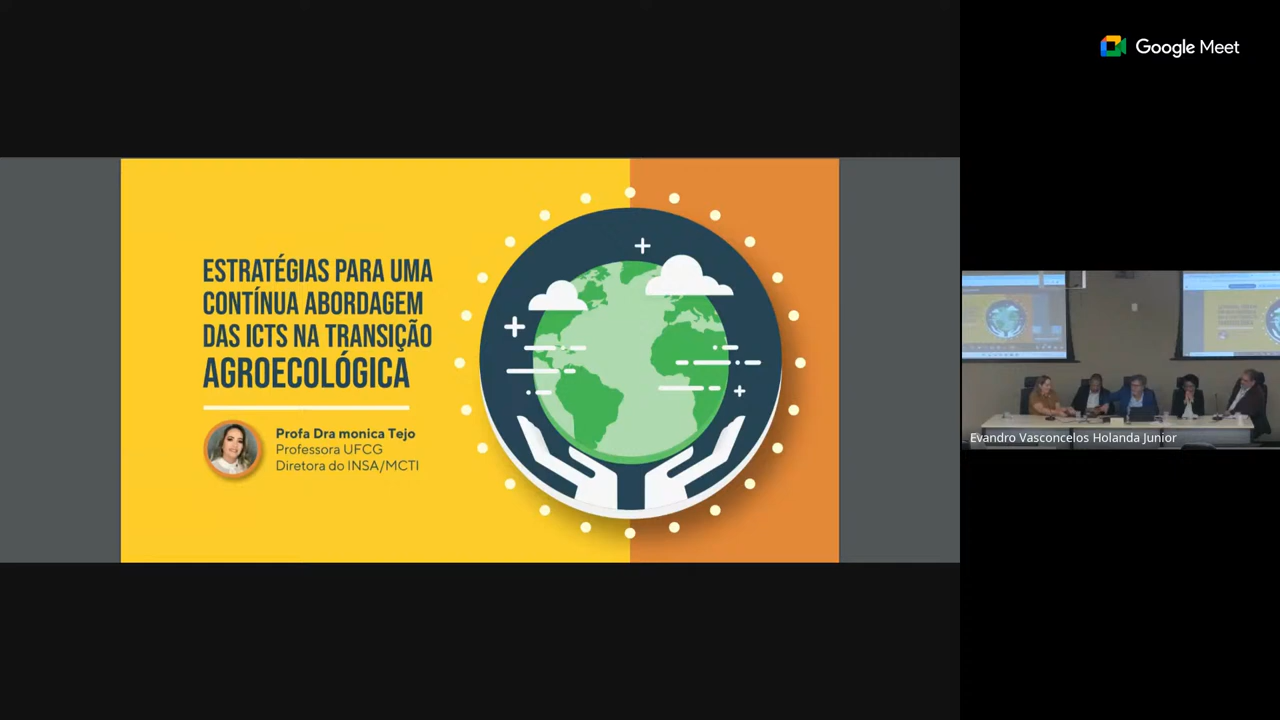 ESTRATÉGIAS PARA UMA
CONTÍNUA ABORDAGEM
DAS ICTS NA TRANSIÇÃO
AGROECOLÓGICA
Profa Dra monica Tejo
Professora UFCG
Diretora do INSA/MCTI
Google Meet
Evandro Vasconcelos Holanda Junior